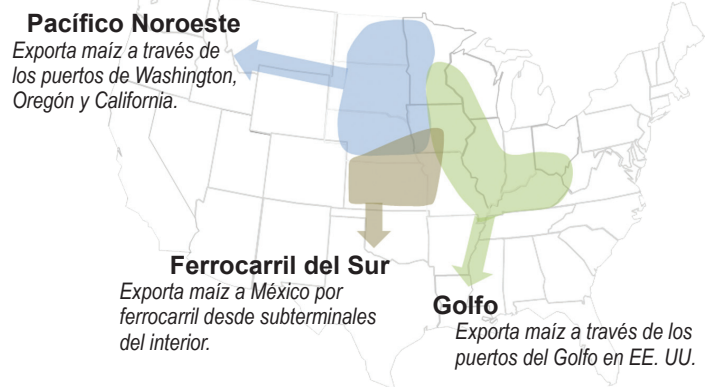 Pacífico Noroeste
Exporta maíz a través de
los puertos de Washington,
Oregón y California.
Ferrocarril del Sur
Exporta maíz a México por
ferrocarril desde subterminales
del interior.
Golfo
Exporta maíz a través de los
puertos del Golfo en EE. UU.